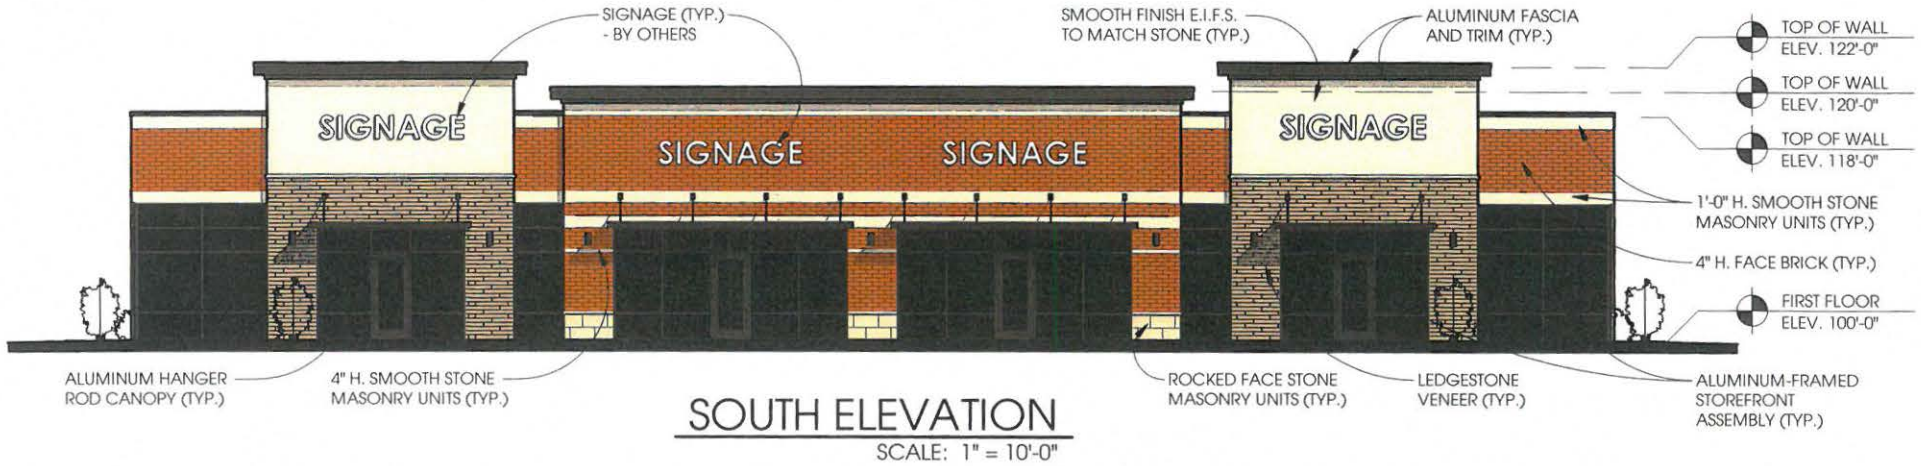 SIGNAGE (TYP.)
- BY OTHERS
SMOOTH FINISH E.I.F.S.
TO MATCH STONE (TYP.)
ALUMINUM FASCIA
AND TRIM (TYP.)
TOP OF WALL
ELEV. 122'-0"
TOP OF WALL
ELEV. 120'-0"
TOP OF WALL
ELEV. 118'-0"
SIGNAGE
SIGNAGE
SIGNAGE
SIGNAGE
1'-0" H. SMOOTH STONE
MASONRY UNITS (TYP.)
4" H. FACE BRICK (TYP.)
FIRST FLOOR
ELEV. 100'-0"
ALUMINUM HANGER
ROD CANOPY (TYP.)
4" H. SMOOTH STONE
MASONRY UNITS (TYP.)
ROCKED FACE STONE
MASONRY UNITS (TYP.)
LEDGESTONE
VENEER (TYP.)
ALUMINUM-FRAMED
STOREFRONT
ASSEMBLY (TYP.)
SOUTH ELEVATION
SCALE: 1" = 10'-0"